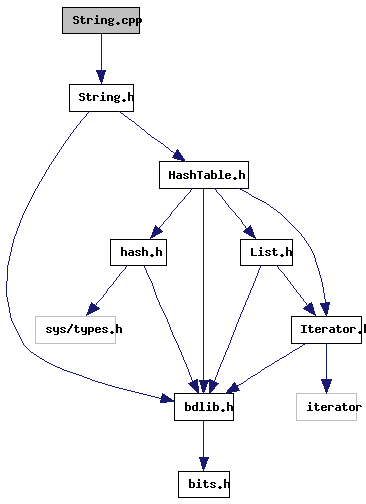 String.cpp
String.h
HashTable.h
hash.h
List.h
sys/types.h
Iterator.h
bdlib.h
iterator
bits.h